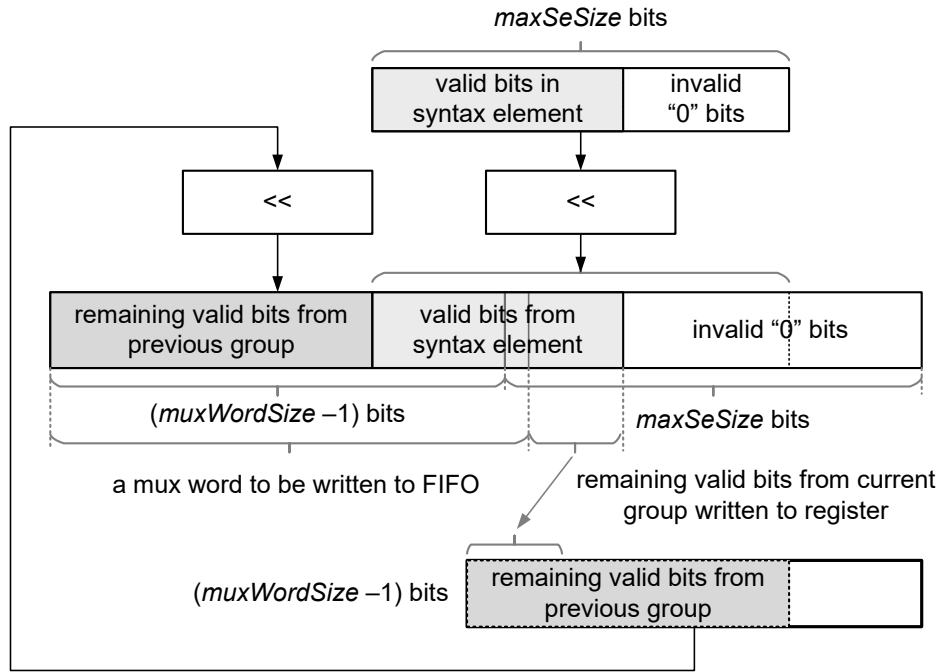 maxSeSize bits
valid bits in
syntax element
invalid
“0” bits
<<
<<
remaining valid bits from
previous group
valid bits from
syntax element
invalid “0” bits
(muxWordSize –1) bits
maxSeSize bits
a mux word to be written to FIFO
remaining valid bits from current
group written to register
(muxWordSize –1) bits
remaining valid bits from
previous group